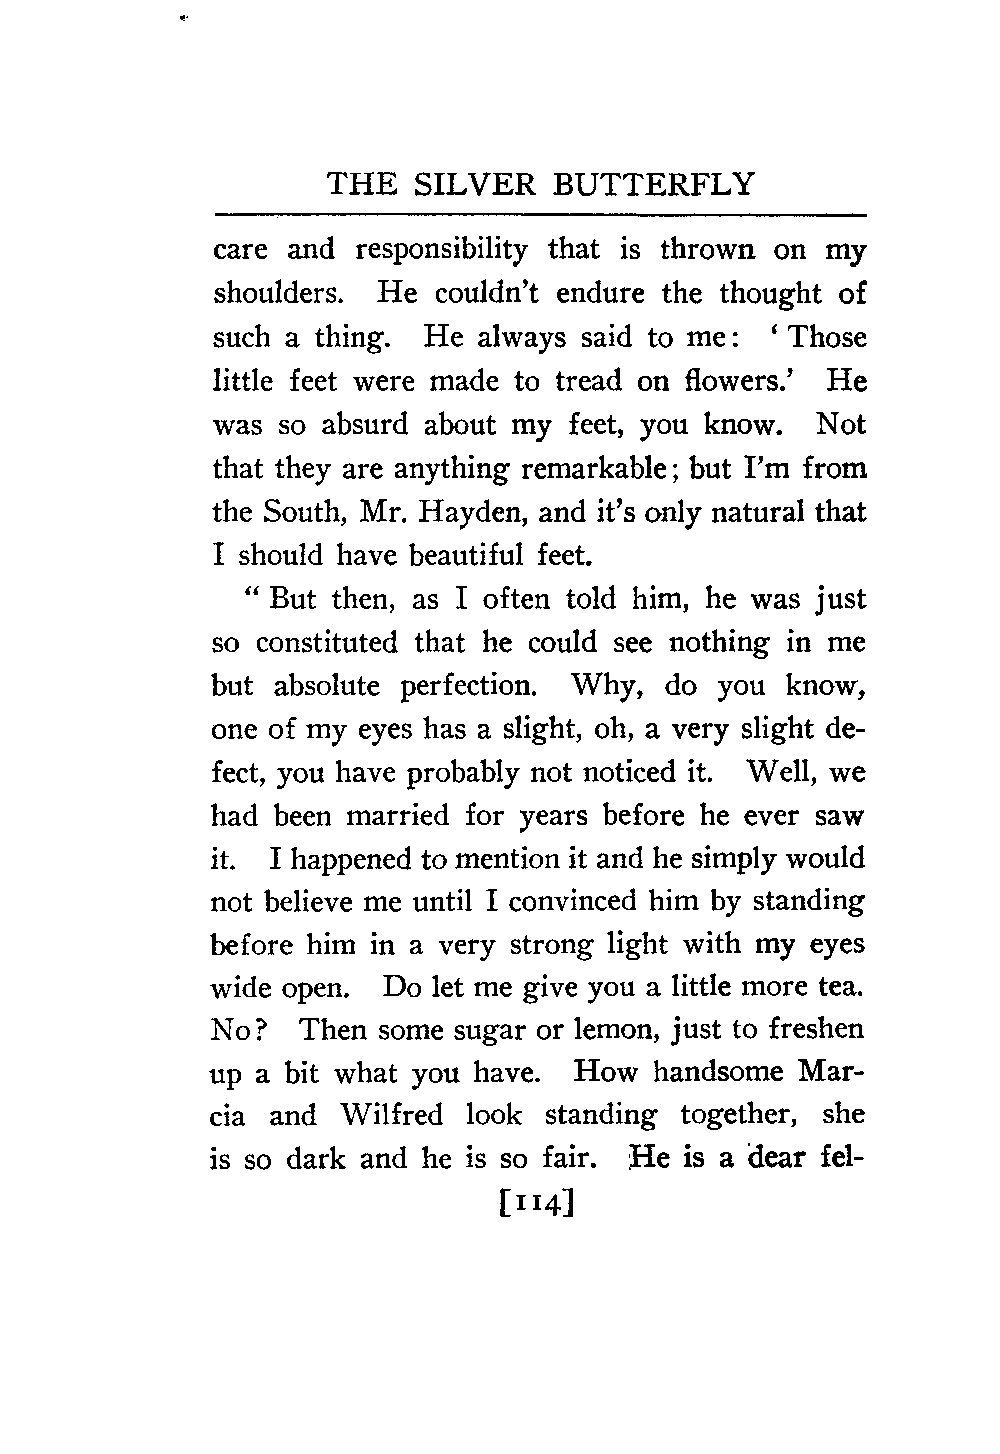 THE SILVER BUTTERFLY
care and responsibility that is thrown on my
shoulders. He couldn't endure the thought of
such a thing. He always said to me: ‘Those
little feet were made to tread on flowers.’ He
was so absurd about my feet, you know. Not
that they are anything remarkable; but I'm from
the South, Mr. Hayden, and it's only natural that
I should have beautiful feet.
“But then, as I often told him, he was just
so constituted that he could see nothing in me
but absolute perfection. Why, do you know,
one of my eyes has a slight, oh, a very slight de-
fect, you have probably not noticed it. Well, we
had been married for years before he ever saw
it. I happened to mention it and he simply would
not believe me until I convinced him by standing
before him in a very strong light with my eyes
wide open. Do let me give you a little more tea.
No? Then some sugar or lemon, just to freshen
up a bit what you have. How handsome Mar-
cia and Wilfred look standing together, she
is so dark and he is so fair. He is a dear fel-
[114]